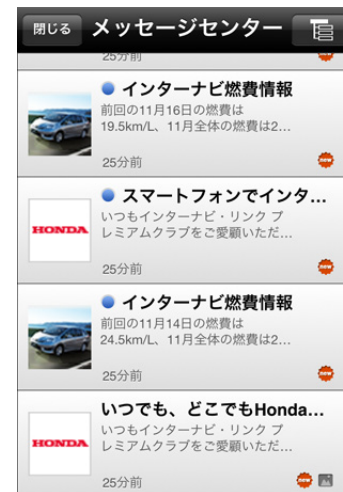 閉じる
メッセージセンター
25分前
インターナビ燃費情報
前回の11月16日の燃費は
19.5km/L、11月全体の燃費は2...
25分前
new
スマートフォンでインタ...
HONDA
いつもインターナビ・リンク プ
レミアムクラブをご愛顧いただ...
25分前
new
インターナビ燃費情報
前回の11月14日の燃費は
24.5km/L、11月全体の燃費は2...
25分前
new
いつでも、どこでもHonda...
HONDA
いつもインターナビ・リンク プ
レミアムクラブをご愛顧いただ...
25分前
new